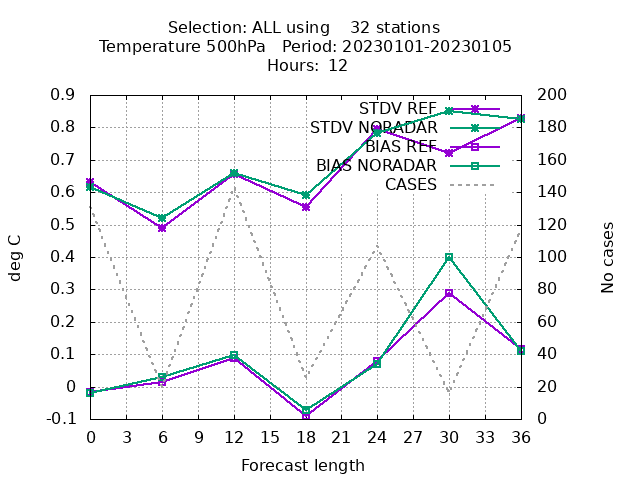 Selection: ALL using    32 stations
Temperature 500hPa   Period: 20230101-20230105
Hours:  12
0.9
0.8
0.7
0.6
0.5
0.4
0.3
0.2
0.1
0
-0.1
deg C
200
180
160
140
120
100
80
60
40
20
0
No cases
STDV REF
STDV NORADAR
BIAS REF
BIAS NORADAR
CASES
0 3 6 9 12 15 18 21 24 27 30 33 36
Forecast length